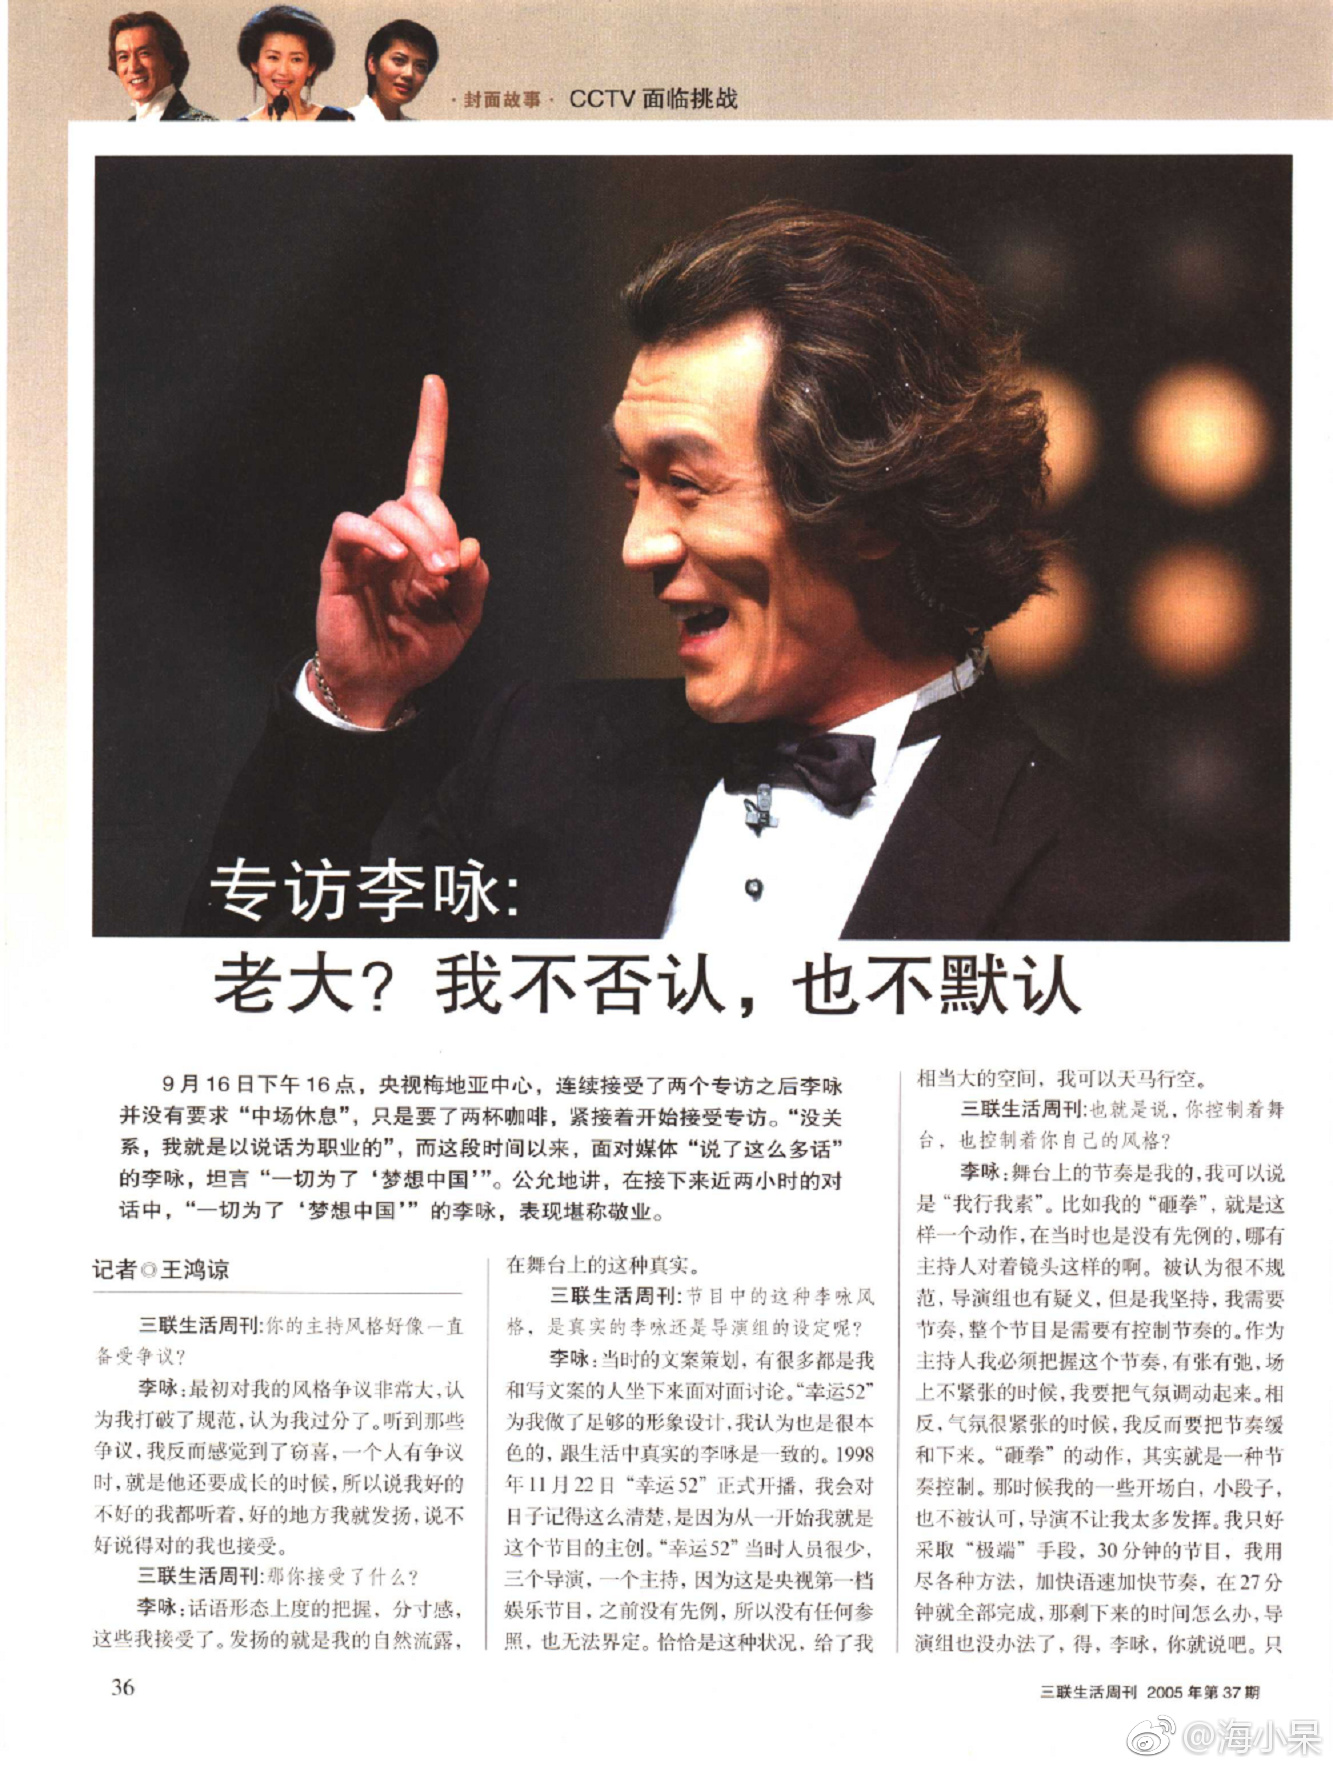 ·封面故事· CCTV 面临挑战
专访李咏:
老大？我不否认，也不默认
9月16日下午16点，央视梅地亚中心，连续接受了两个专访之后李咏
并没有要求“中场休息”，只是要了两杯咖啡，紧接着开始接受专访。“没关
系，我就是以说话为职业的”，而这段时间以来，面对媒体“说了这么多话”
的李咏，坦言“一切为了‘梦想中国’”。公允地讲，在接下来近两小时的对
话中，“一切为了‘梦想中国’”的李咏，表现堪称敬业。
记者◎王鸿谅
三联生活周刊:你的主持风格好像一直
备受争议？
李咏:最初对我的风格争议非常大,认
为我打破了规范,认为我过分了。听到那些
争议,我反而感觉到了窃喜,一个人有争议
时,就是他还要成长的时候,所以说我好的
不好的我都听着,好的地方我就发扬,说不
好说得对的我也接受。
三联生活周刊:那你接受了什么？
李咏:话语形态上度的把握，分寸感，
这些我接受了。发扬的就是我的自然流露，
在舞台上的这种真实。
三联生活周刊:节目中的这种李咏风
格，是真实的李咏还是导演组的设定呢？
李咏:当时的文案策划，有很多都是我
和写文案的人坐下来面对面讨论。“幸运52”
为我做了足够的形象设计,我认为也是很本
色的，跟生活中真实的李咏是一致的。1998
年11月22日“幸运52”正式开播，我会对
日子记得这么清楚,是因为从一开始我就是
这个节目的主创。“幸运52”当时人员很少，
三个导演，一个主持，因为这是央视第一档
娱乐节目，之前没有先例，所以没有任何参
照，也无法界定。恰恰是这种状况，给了我
相当大的空间，我可以天马行空。
三联生活周刊:也就是说，你控制着舞
台，也控制着你自己的风格？
李咏:舞台上的节奏是我的,我可以说
是“我行我素”。比如我的“砸拳”，就是这
样一个动作,在当时也是没有先例的,哪有
主持人对着镜头这样的啊。被认为很不规
范，导演组也有疑义，但是我坚持，我需要
节奏,整个节目是需要有控制节奏的。作为
主持人我必须把握这个节奏,有张有弛,场
上不紧张的时候,我要把气氛调动起来。相
反,气氛很紧张的时候,我反而要把节奏缓
和下来。“砸拳”的动作，其实就是一种节
奏控制。那时候我的一些开场白，小段子，
也不被认可,导演不让我太多发挥。我只好
采取“极端”手段，30分钟的节目，我用
尽各种方法，加快语速加快节奏，在27分
钟就全部完成,那剩下来的时间怎么办,导
演组也没办法了，得，李咏，你就说吧。只
36
三联生活周刊 2005年第37期
@海小呆